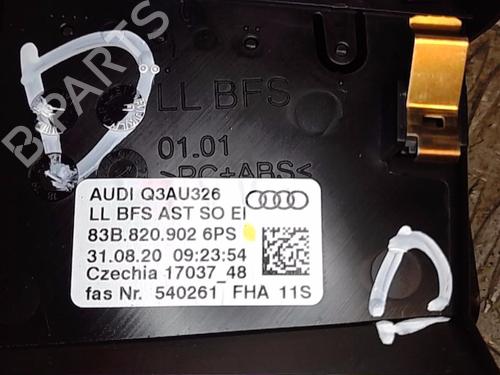 B-PARTS
LL BFS
01.01
>PC+ABS<
AUDI Q3AU326
LL BFS AST SO EI
83B.820.902 6PS
31.08.20 09:23:54
Czechia 17037_48
fas Nr. 540261 FHA 11S